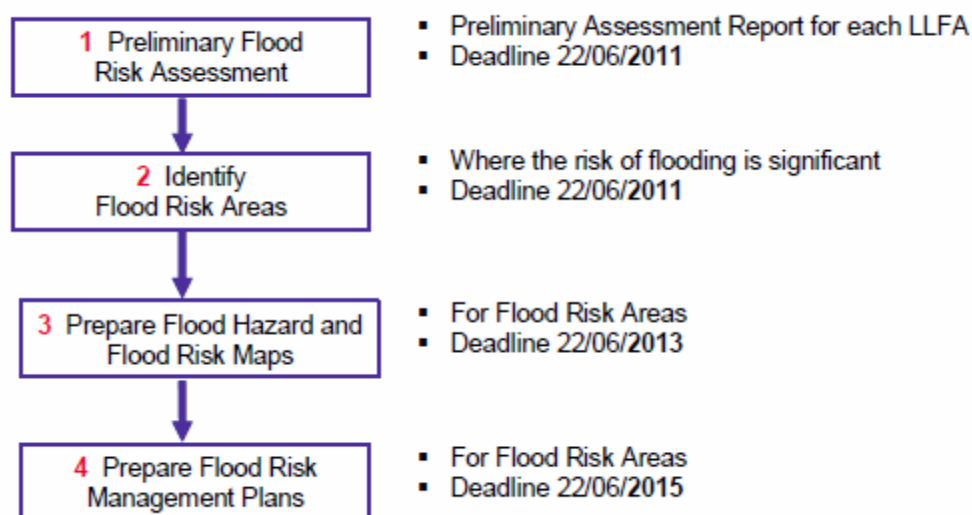 1 Preliminary Flood
Risk Assessment
▪ Preliminary Assessment Report for each LLFA
▪ Deadline 22/06/2011
2 Identify
Flood Risk Areas
▪ Where the risk of flooding is significant
▪ Deadline 22/06/2011
3 Prepare Flood Hazard and
Flood Risk Maps
▪ For Flood Risk Areas
▪ Deadline 22/06/2013
4 Prepare Flood Risk
Management Plans
▪ For Flood Risk Areas
▪ Deadline 22/06/2015